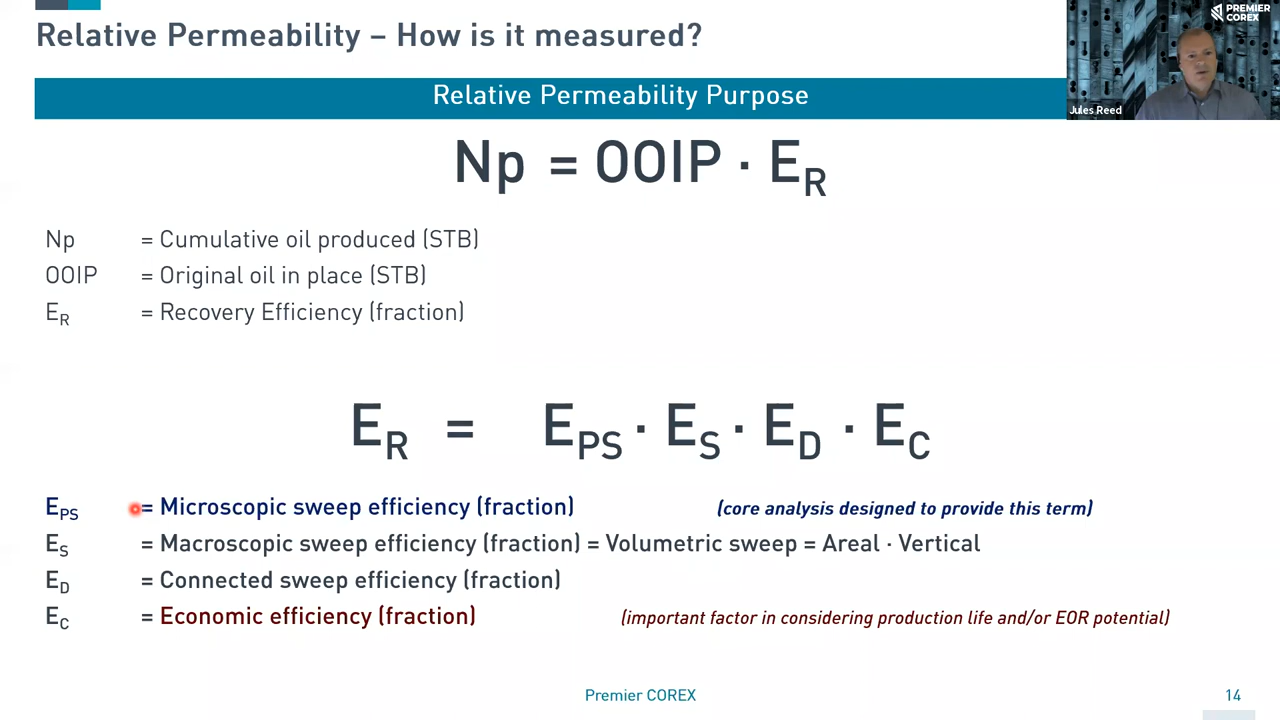 Relative Permeability – How is it measured?
PREMIER
COREX
Relative Permeability Purpose
Jules Reed
Np = OOIP · E_R
Np = Cumulative oil produced (STB)
OOIP = Original oil in place (STB)
E_R = Recovery Efficiency (fraction)
E_R = E_PS · E_S · E_D · E_C
E_PS = Microscopic sweep efficiency (fraction) (core analysis designed to provide this term)
E_S = Macroscopic sweep efficiency (fraction) = Volumetric sweep = Areal · Vertical
E_D = Connected sweep efficiency (fraction)
E_C = Economic efficiency (fraction) (important factor in considering production life and/or EOR potential)
Premier COREX
14